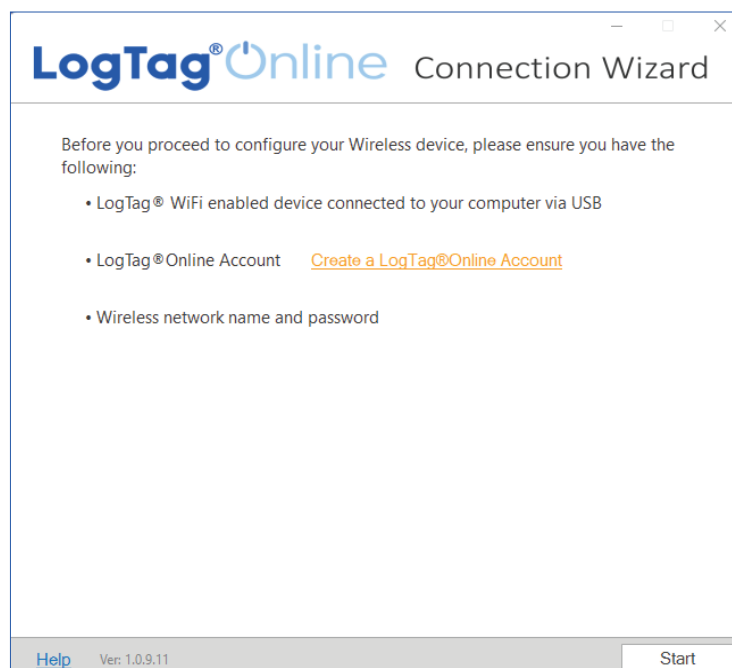 LogTag®Online Connection Wizard
Before you proceed to configure your Wireless device, please ensure you have the
following:
• LogTag® WiFi enabled device connected to your computer via USB
• LogTag®Online Account Create a LogTag®Online Account
• Wireless network name and password
Help Ver: 1.0.9.11 Start